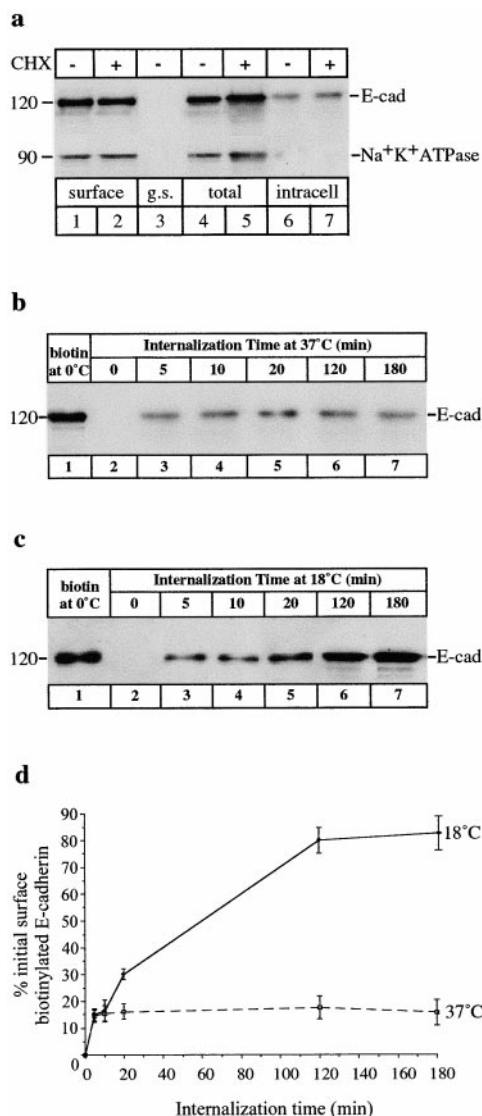 a
CHX - + - - + - +
120 E-cad
90 Na+K+ATPase
surface g.s. total intracell
1 2 3 4 5 6 7
b
biotin at 0°C Internalization Time at 37°C (min)
0 5 10 20 120 180
120 E-cad
1 2 3 4 5 6 7
c
biotin at 0°C Internalization Time at 18°C (min)
0 5 10 20 120 180
120 E-cad
1 2 3 4 5 6 7
d
% initial surface
biotinylated E-cadherin
90
80
70
60
50
40
30
20
10
0
18°C
37°C
0 20 40 60 80 100 120 140 160 180
Internalization time (min)